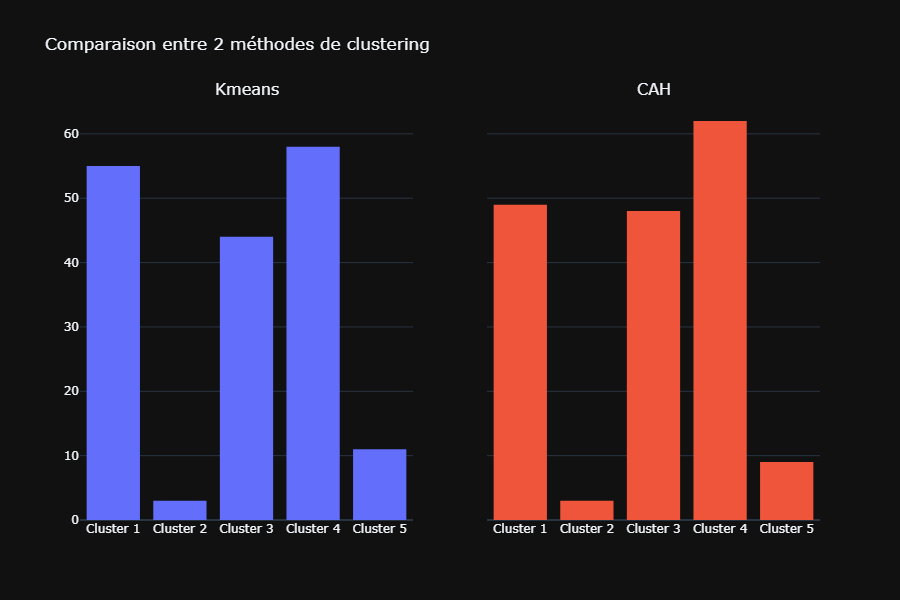 Comparaison entre 2 méthodes de clustering
Kmeans
CAH
60
50
40
30
20
10
0
Cluster 1 Cluster 2 Cluster 3 Cluster 4 Cluster 5
Cluster 1 Cluster 2 Cluster 3 Cluster 4 Cluster 5